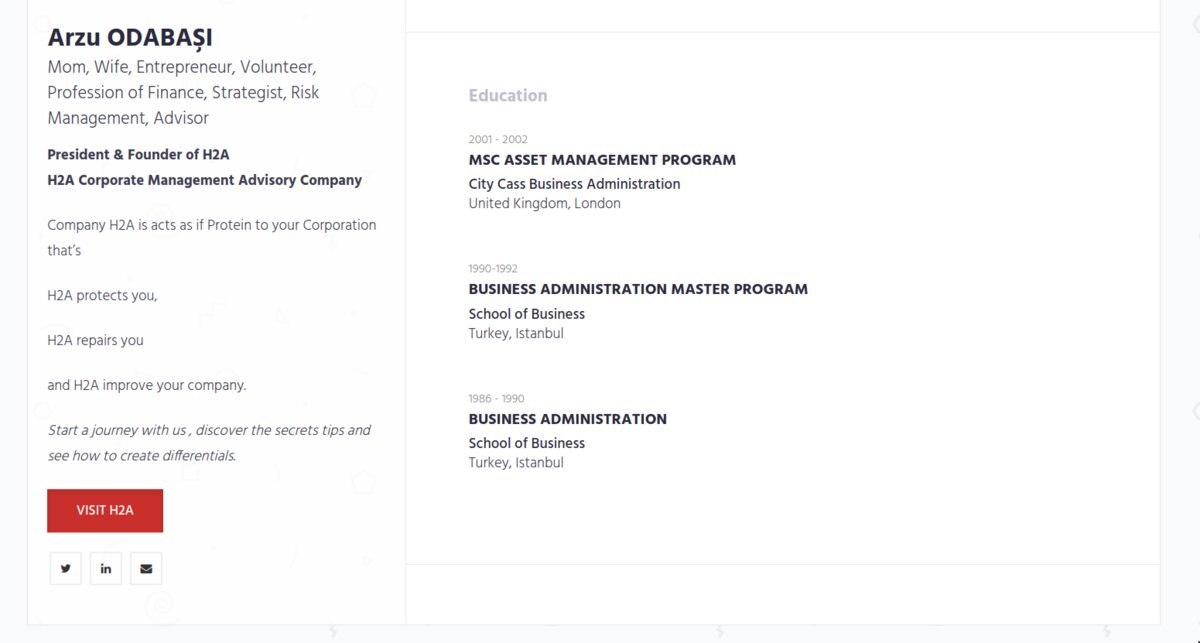 Arzu ODABAŞI
Mom, Wife, Entrepreneur, Volunteer,
Profession of Finance, Strategist, Risk
Management, Advisor
President & Founder of H2A
H2A Corporate Management Advisory Company
Company H2A is acts as if Protein to your Corporation
that’s
H2A protects you,
H2A repairs you
and H2A improve your company.
Start a journey with us , discover the secrets tips and
see how to create differentials.
VISIT H2A
Education
2001 - 2002
MSC ASSET MANAGEMENT PROGRAM
City Cass Business Administration
United Kingdom, London
1990-1992
BUSINESS ADMINISTRATION MASTER PROGRAM
School of Business
Turkey, Istanbul
1986 - 1990
BUSINESS ADMINISTRATION
School of Business
Turkey, Istanbul